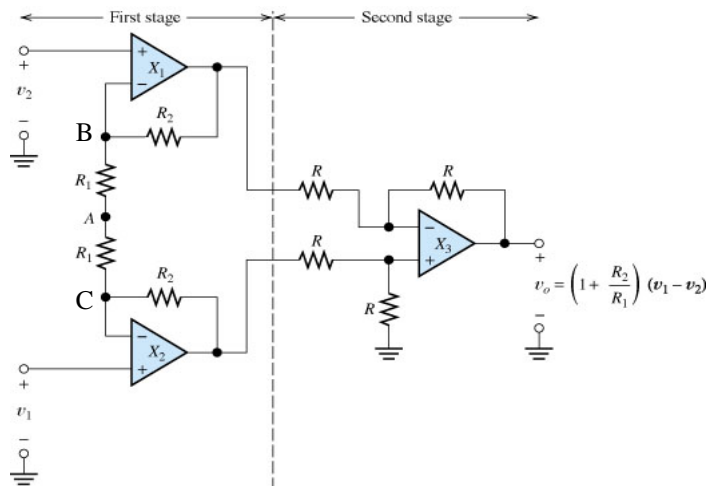 First stage
Second stage
+
X1
−
+
v2
−
B
R2
R1
A
R1
C
R2
−
X2
+
+
v1
−
R
R
−
X3
+
R
R
+
vo = (1 + R2/R1) (v1 − v2)
−